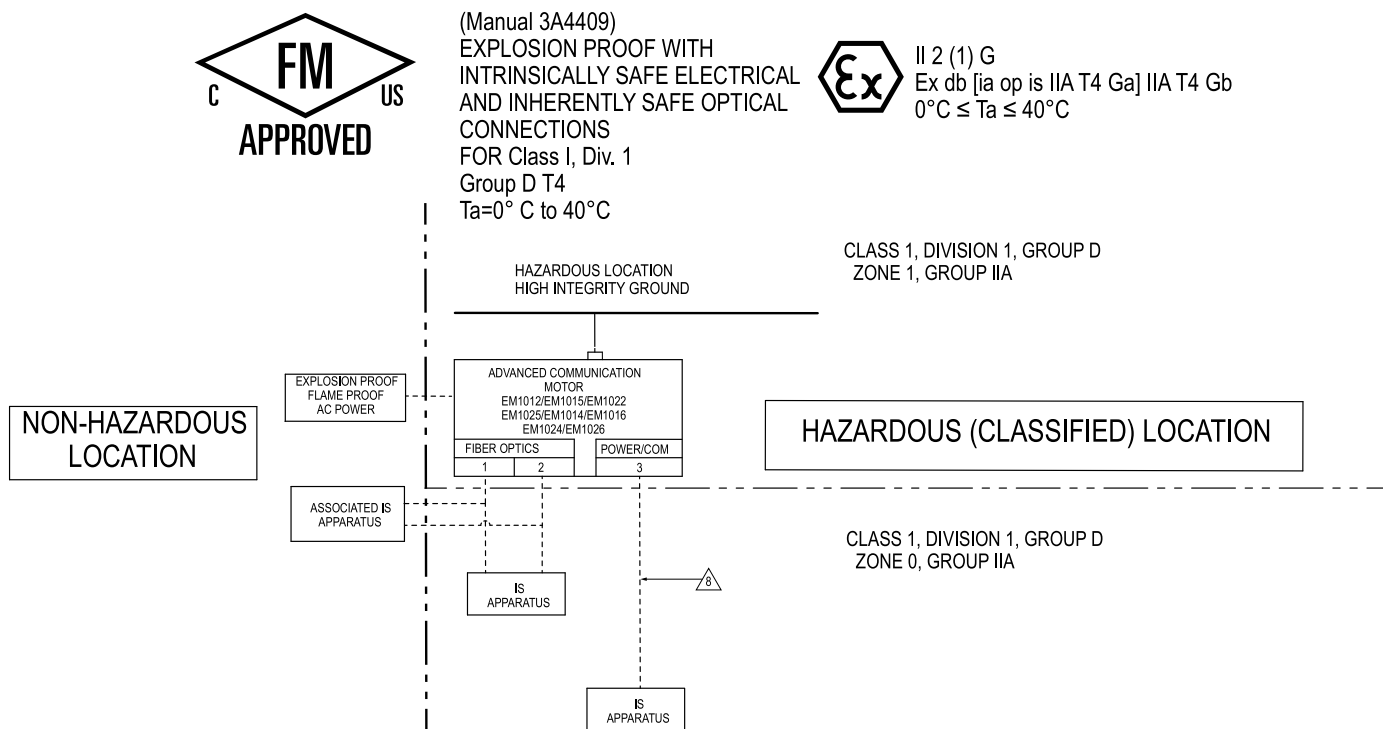 FM
C
US
APPROVED
(Manual 3A4409)
EXPLOSION PROOF WITH
INTRINSICALLY SAFE ELECTRICAL
AND INHERENTLY SAFE OPTICAL
CONNECTIONS
FOR Class I, Div. 1
Group D T4
Ta=0° C to 40°C
Ex
II 2 (1) G
Ex db [ia op is IIA T4 Ga] IIA T4 Gb
0°C ≤ Ta ≤ 40°C
CLASS 1, DIVISION 1, GROUP D
ZONE 1, GROUP IIA
HAZARDOUS LOCATION
HIGH INTEGRITY GROUND
EXPLOSION PROOF
FLAME PROOF
AC POWER
ADVANCED COMMUNICATION
MOTOR
EM1012/EM1015/EM1022
EM1025/EM1014/EM1016
EM1024/EM1026
FIBER OPTICS
POWER/COM
1
2
3
NON-HAZARDOUS
LOCATION
HAZARDOUS (CLASSIFIED) LOCATION
ASSOCIATED IS
APPARATUS
CLASS 1, DIVISION 1, GROUP D
ZONE 0, GROUP IIA
IS
APPARATUS
8
IS
APPARATUS